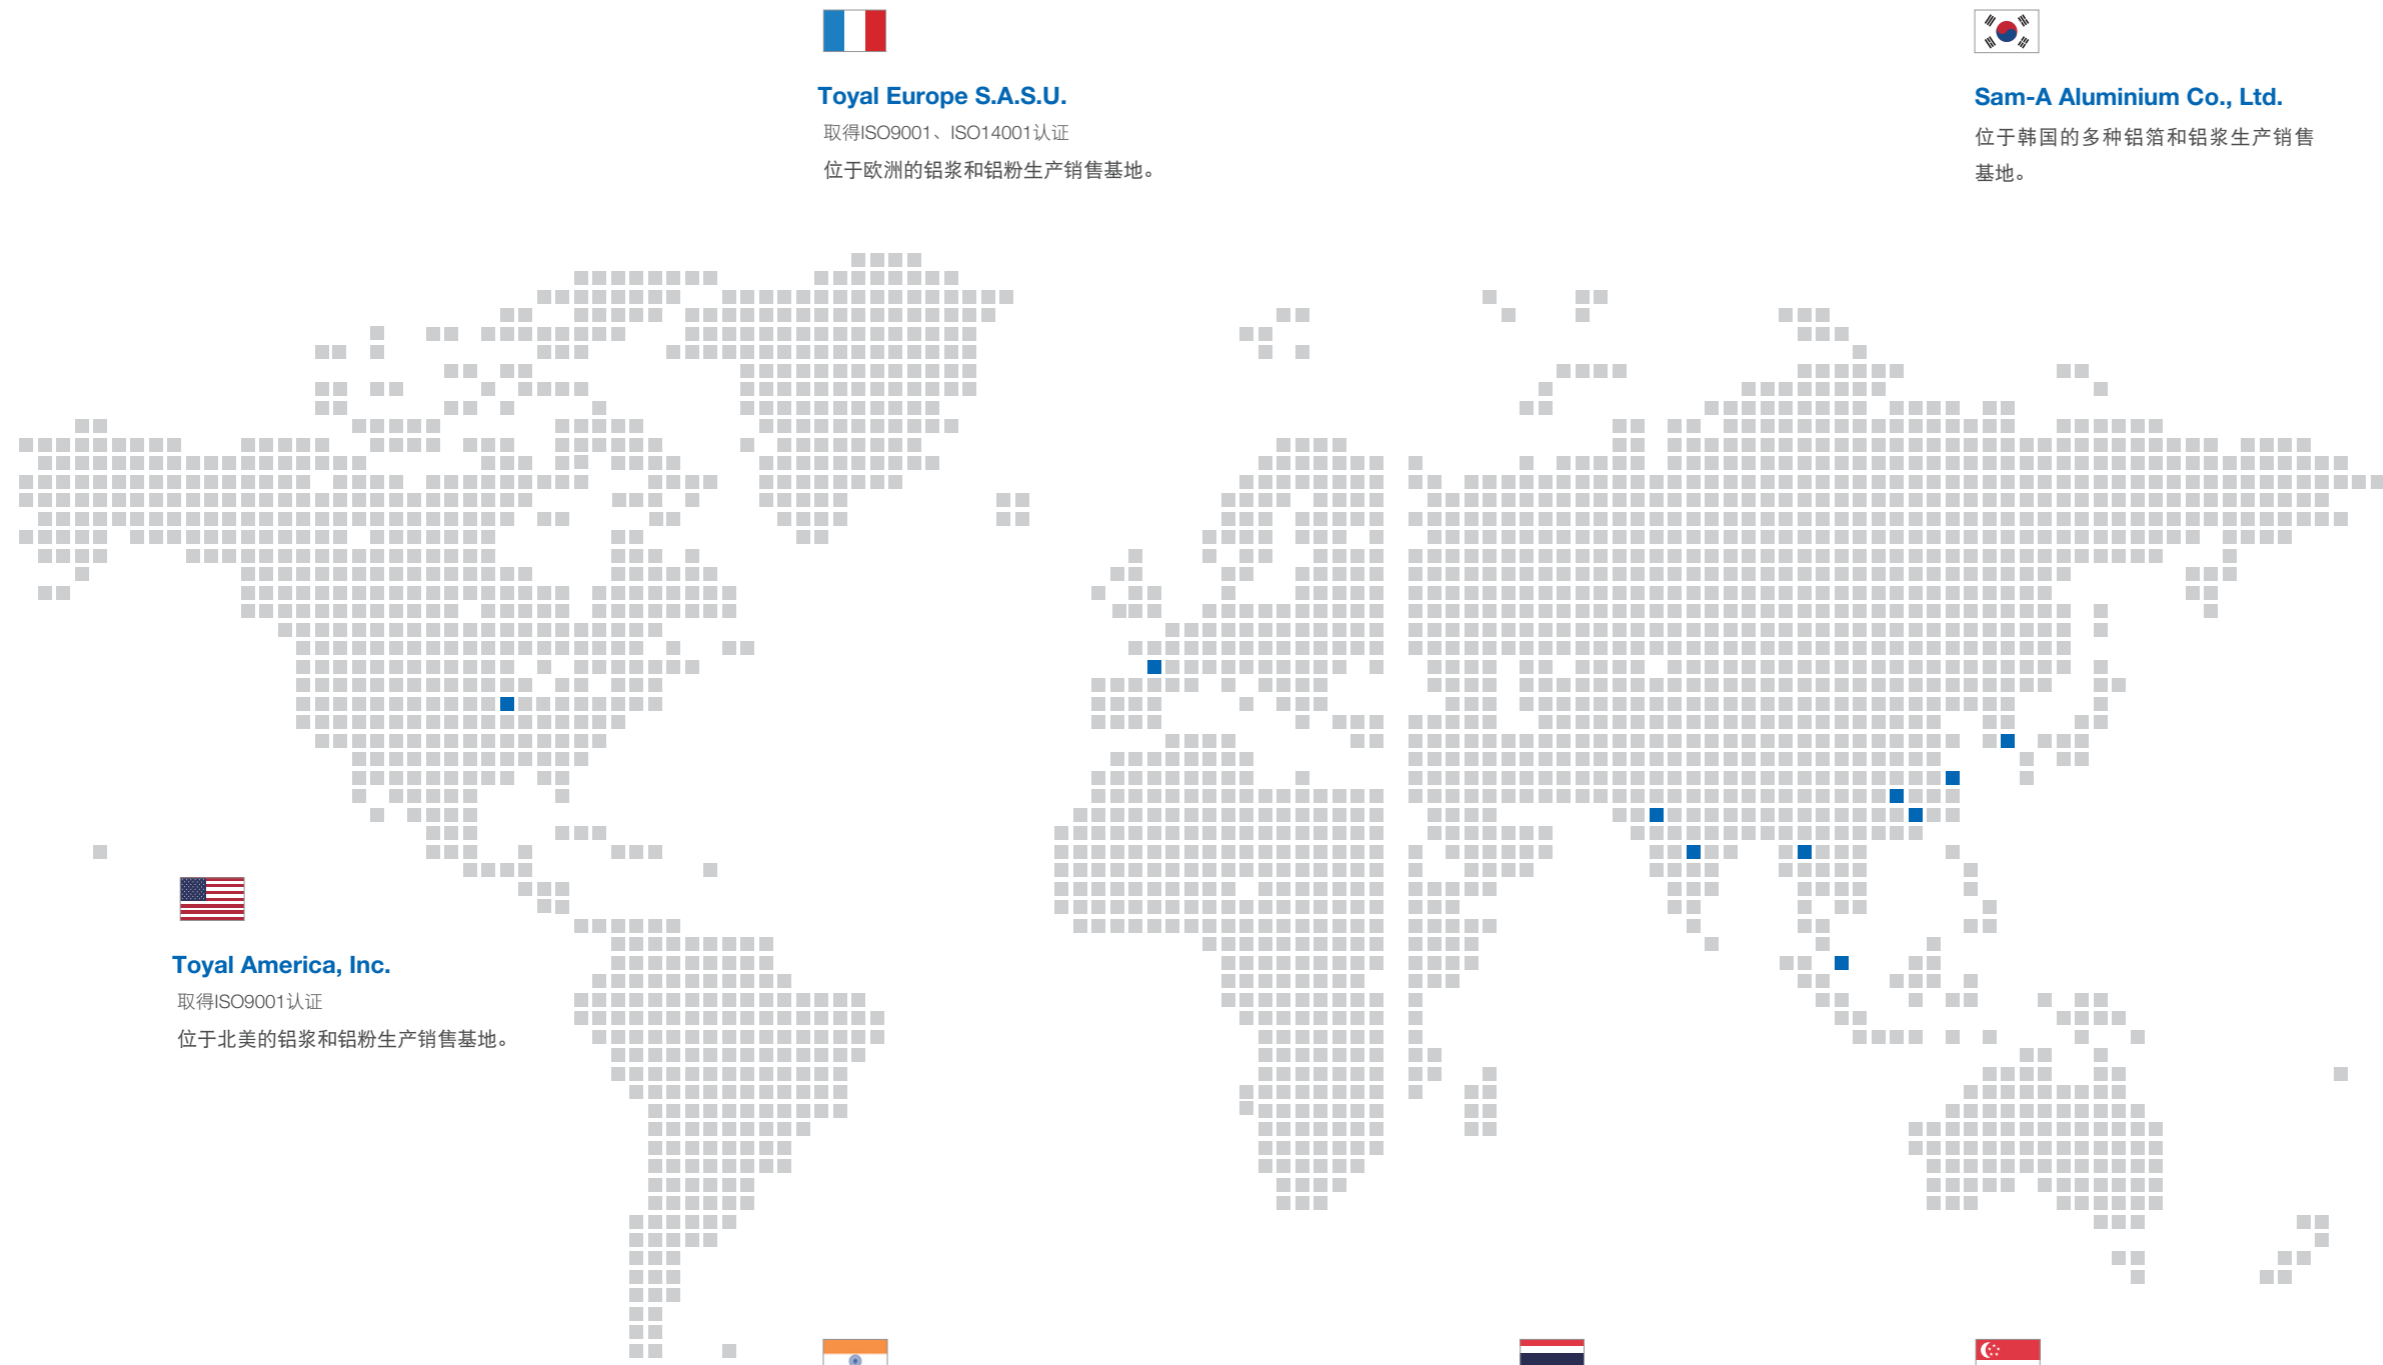 Toyal Europe S.A.S.U.
取得ISO9001、ISO14001认证
位于欧洲的铝浆和铝粉生产销售基地。
Sam-A Aluminium Co., Ltd.
位于韩国的多种铝箔和铝浆生产销售
基地。
Toyal America, Inc.
取得ISO9001认证
位于北美的铝浆和铝粉生产销售基地。